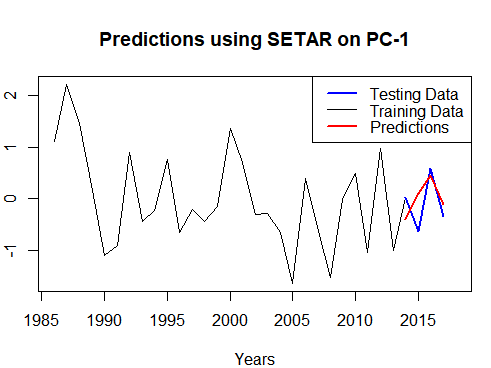 Predictions using SETAR on PC-1
Testing Data
Training Data
Predictions
2
1
0
-1
1985 1990 1995 2000 2005 2010 2015
Years